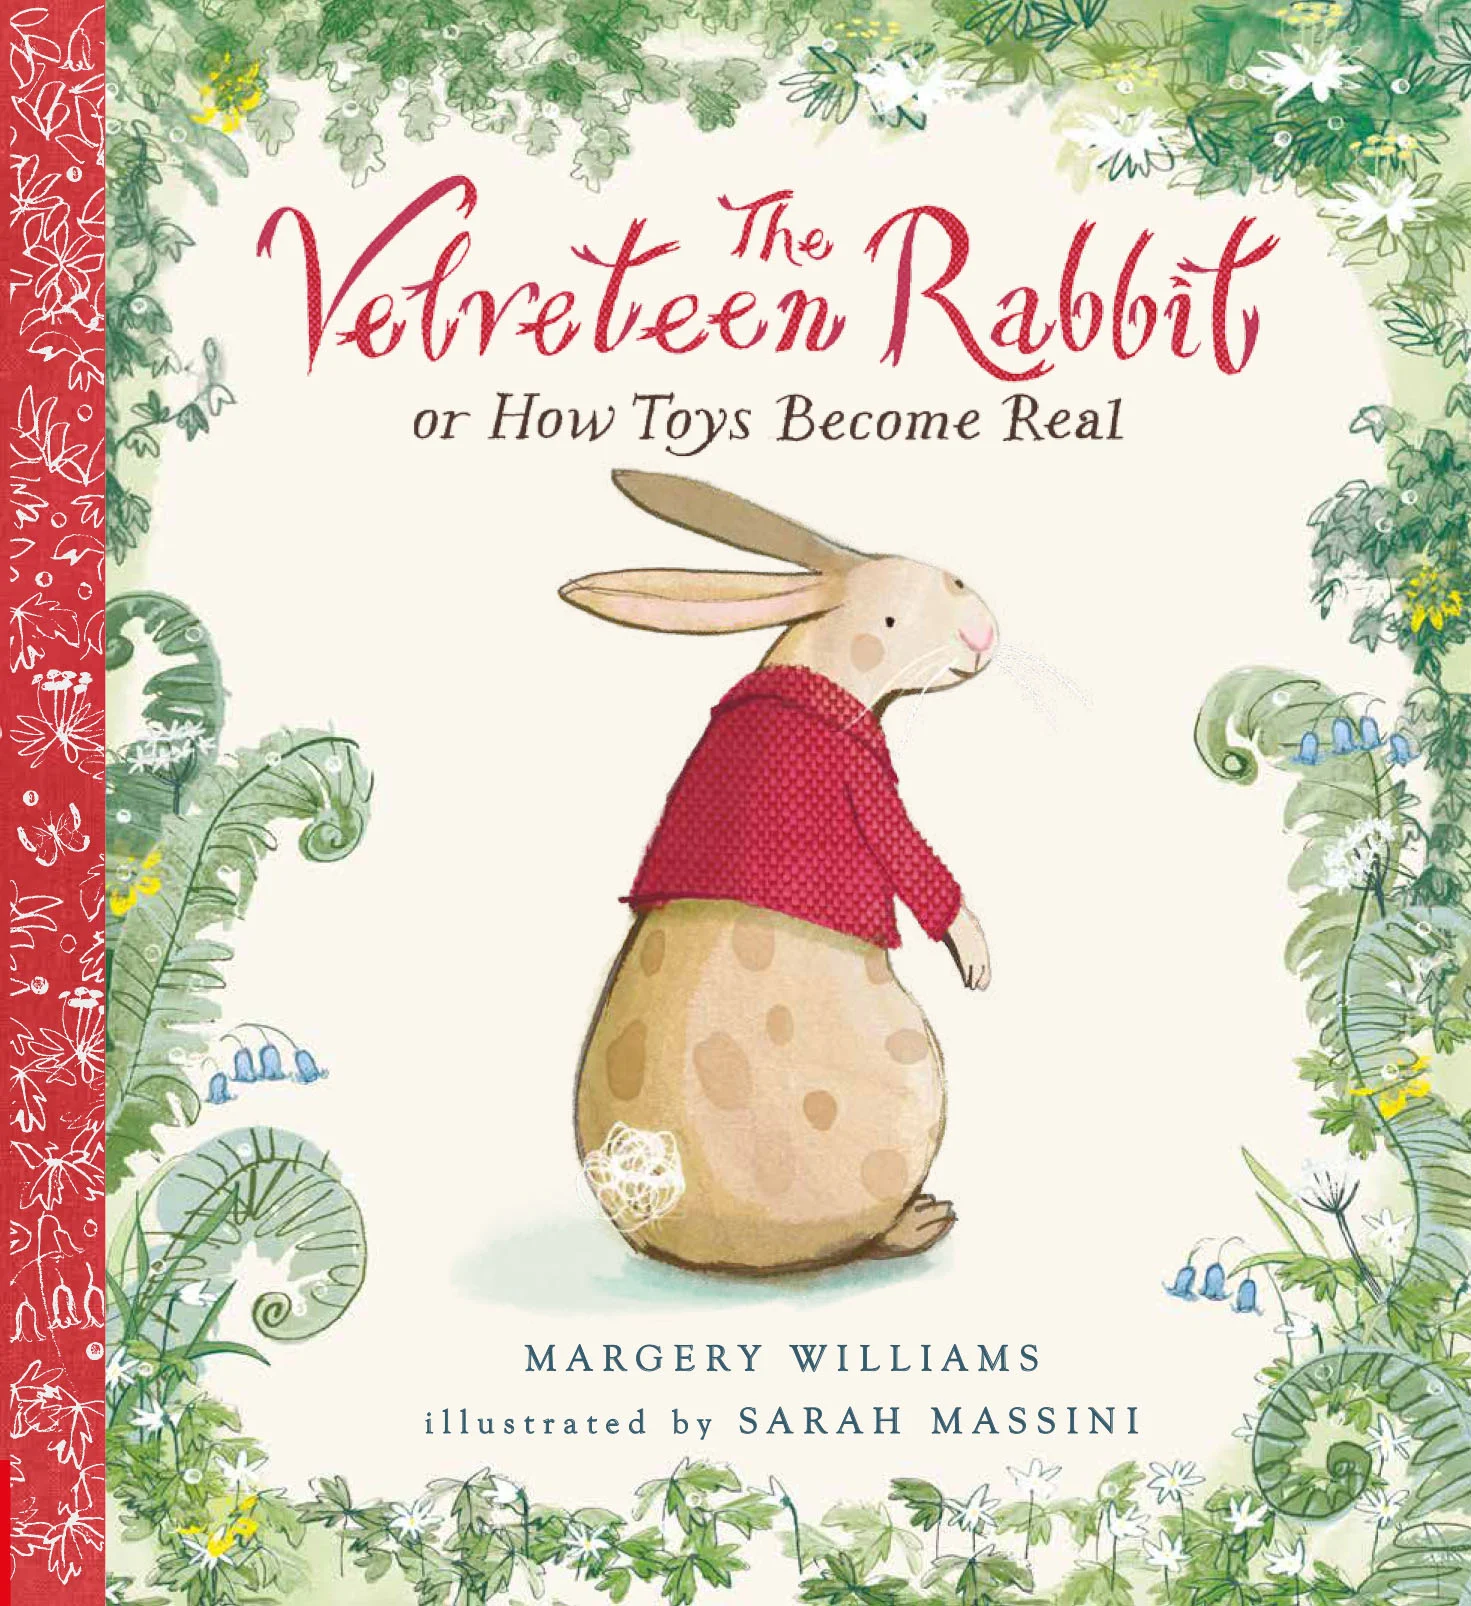 The
Velveteen Rabbit
or How Toys Become Real
MARGERY WILLIAMS
illustrated by SARAH MASSINI